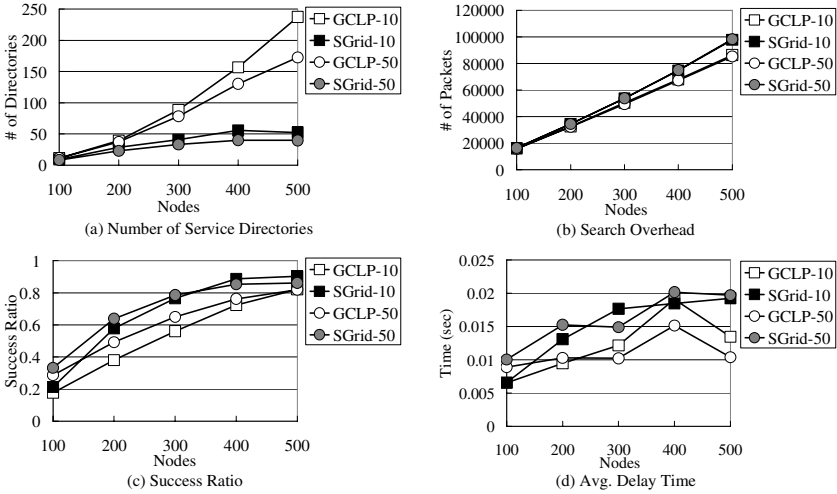 250
200
150
100
50
0
# of Directories
100 200 300 400 500
Nodes
GCLP-10
SGrid-10
GCLP-50
SGrid-50
(a) Number of Service Directories
120000
100000
80000
60000
40000
20000
0
# of Packets
100 200 300 400 500
Nodes
GCLP-10
SGrid-10
GCLP-50
SGrid-50
(b) Search Overhead
1
0.8
0.6
0.4
0.2
0
Success Ratio
100 200 300 400 500
Nodes
GCLP-10
SGrid-10
GCLP-50
SGrid-50
(c) Success Ratio
0.025
0.02
0.015
0.01
0.005
0
Time (sec)
100 200 300 400 500
Nodes
GCLP-10
SGrid-10
GCLP-50
SGrid-50
(d) Avg. Delay Time